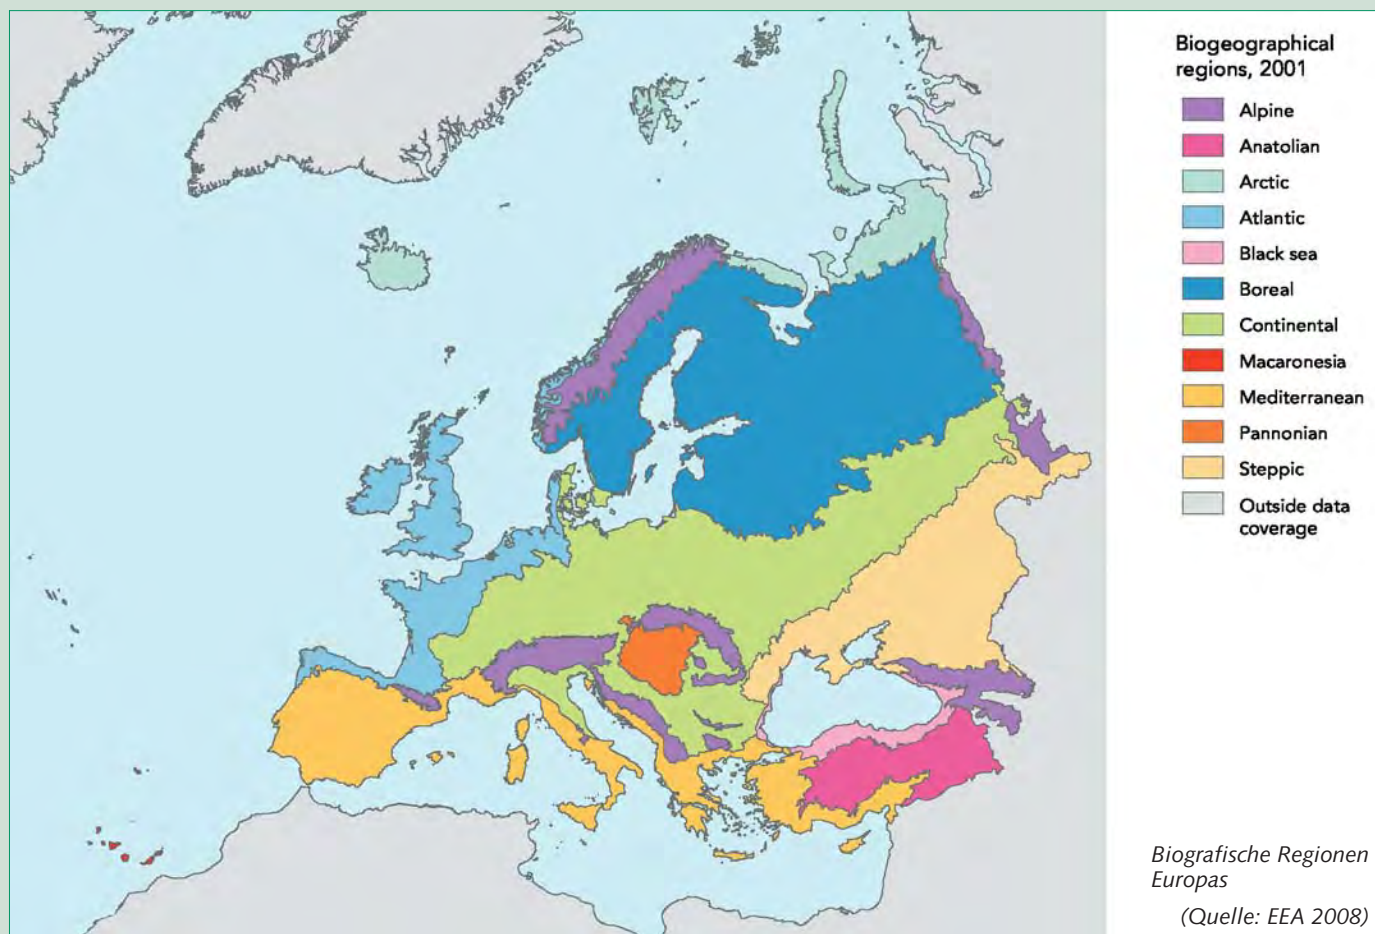 Biogeographical
regions, 2001
Alpine
Anatolian
Arctic
Atlantic
Black sea
Boreal
Continental
Macaronesia
Mediterranean
Pannonian
Steppic
Outside data
coverage
Biografische Regionen
Europas
(Quelle: EEA 2008)